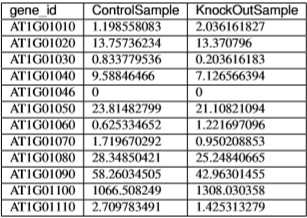 gene_id ControlSample KnockOutSample
AT1G01010 1.198558083 2.036161827
AT1G01020 13.75736234 13.370796
AT1G01030 0.833779536 0.203616183
AT1G01040 9.58846466 7.126566394
AT1G01046 0 0
AT1G01050 23.81482799 21.10821094
AT1G01060 0.625334652 1.221697096
AT1G01070 1.719670292 0.950208853
AT1G01080 28.34850421 25.24840665
AT1G01090 58.26034505 42.96301455
AT1G01100 1066.508249 1308.030358
AT1G01110 2.709783491 1.425313279